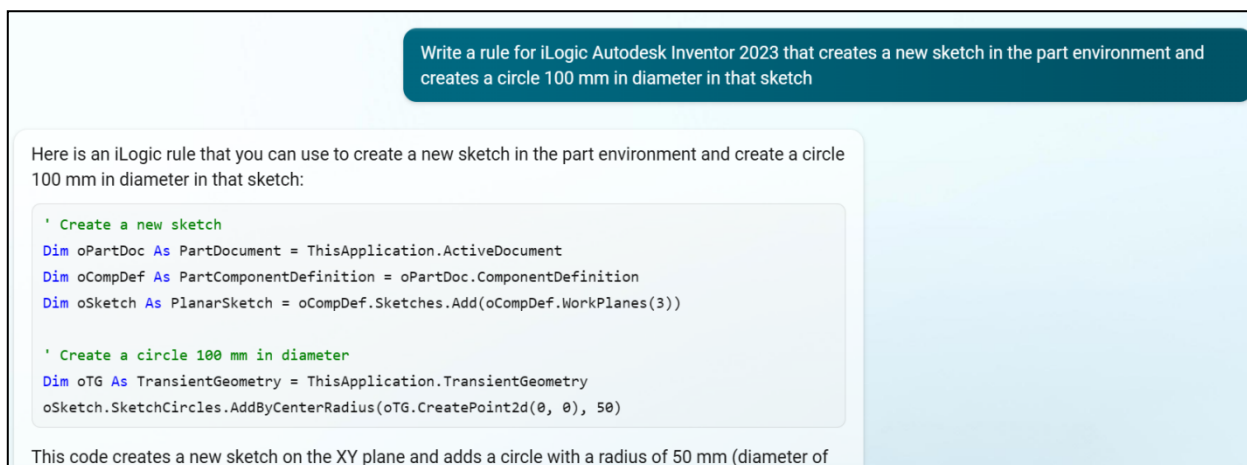 Write a rule for iLogic Autodesk Inventor 2023 that creates a new sketch in the part environment and
creates a circle 100 mm in diameter in that sketch
Here is an iLogic rule that you can use to create a new sketch in the part environment and create a circle
100 mm in diameter in that sketch:
' Create a new sketch
Dim oPartDoc As PartDocument = ThisApplication.ActiveDocument
Dim oCompDef As PartComponentDefinition = oPartDoc.ComponentDefinition
Dim oSketch As PlanarSketch = oCompDef.Sketches.Add(oCompDef.WorkPlanes(3))
' Create a circle 100 mm in diameter
Dim oTG As TransientGeometry = ThisApplication.TransientGeometry
oSketch.SketchCircles.AddByCenterRadius(oTG.CreatePoint2d(0, 0), 50)
This code creates a new sketch on the XY plane and adds a circle with a radius of 50 mm (diameter of